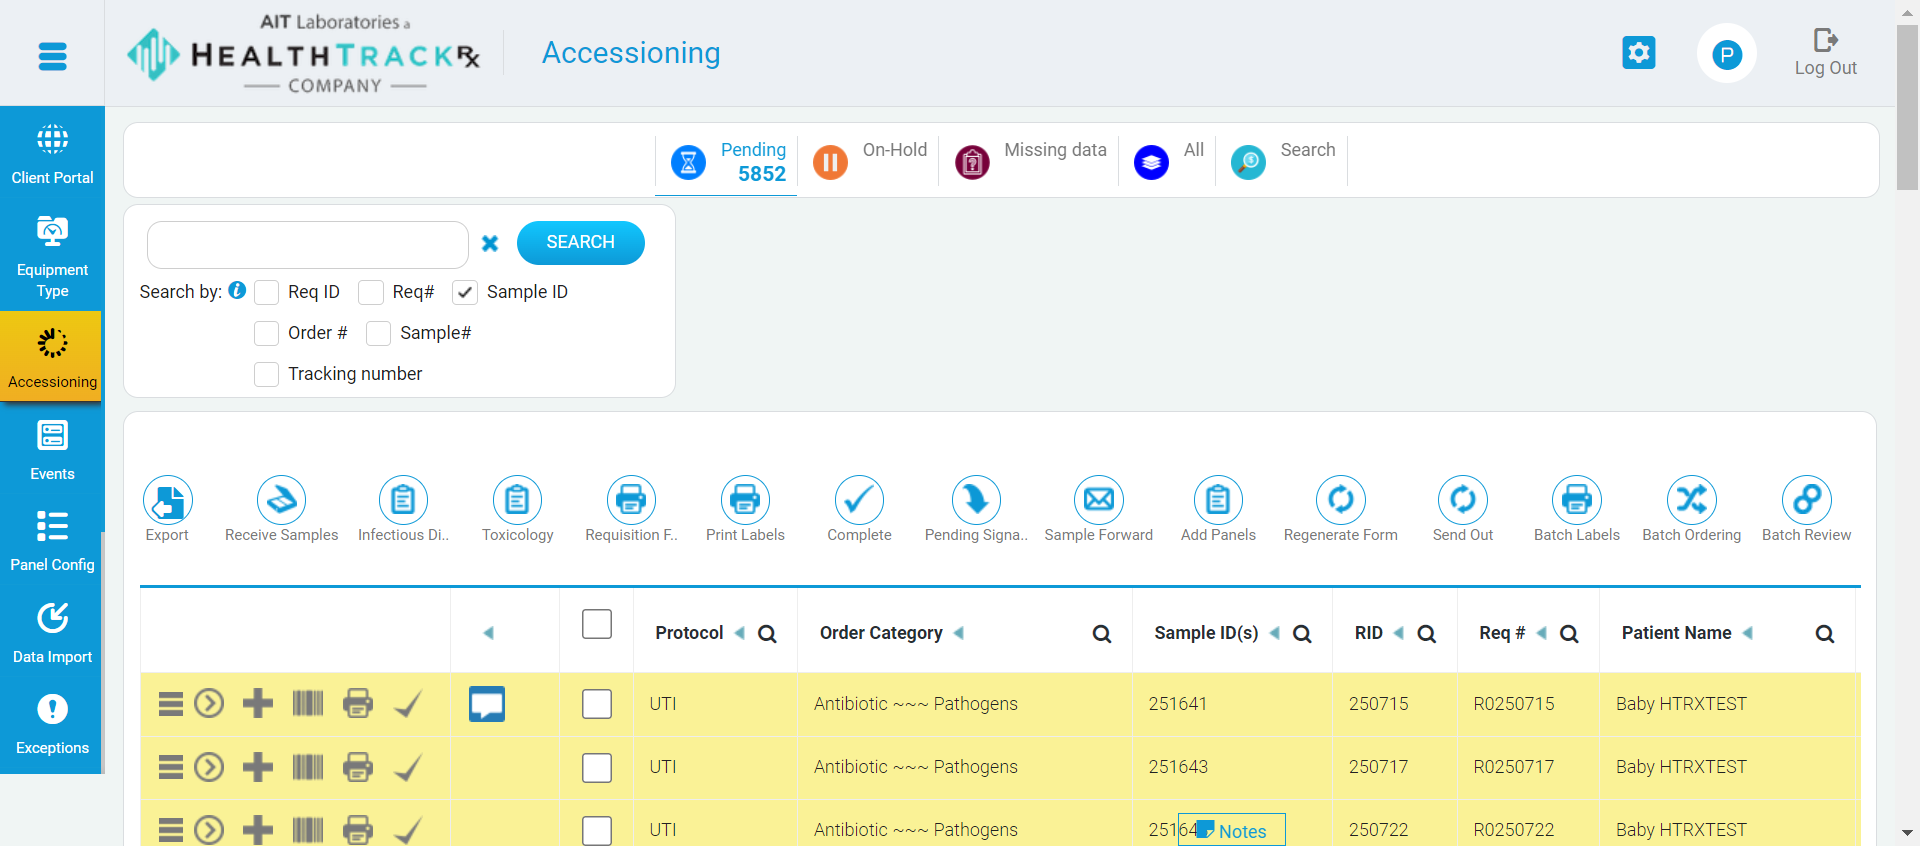 AIT Laboratories a
HEALTHTRACKRx
COMPANY
Accessioning
P
Log Out
Client Portal
Equipment
Type
Accessioning
Events
Panel Config
Data Import
Exceptions
Pending
5852
On-Hold
Missing data
All
Search
SEARCH
Search by: Req ID Req# Sample ID
Order # Sample#
Tracking number
Export Receive Samples Infectious Di.. Toxicology Requisition F.. Print Labels Complete Pending Signa.. Sample Forward Add Panels Regenerate Form Send Out Batch Labels Batch Ordering Batch Review
Protocol Order Category Sample ID(s) RID Req # Patient Name
UTI Antibiotic ~~~ Pathogens 251641 250715 R0250715 Baby HTRXTEST
UTI Antibiotic ~~~ Pathogens 251643 250717 R0250717 Baby HTRXTEST
UTI Antibiotic ~~~ Pathogens 250722 R0250722 Baby HTRXTEST
Notes